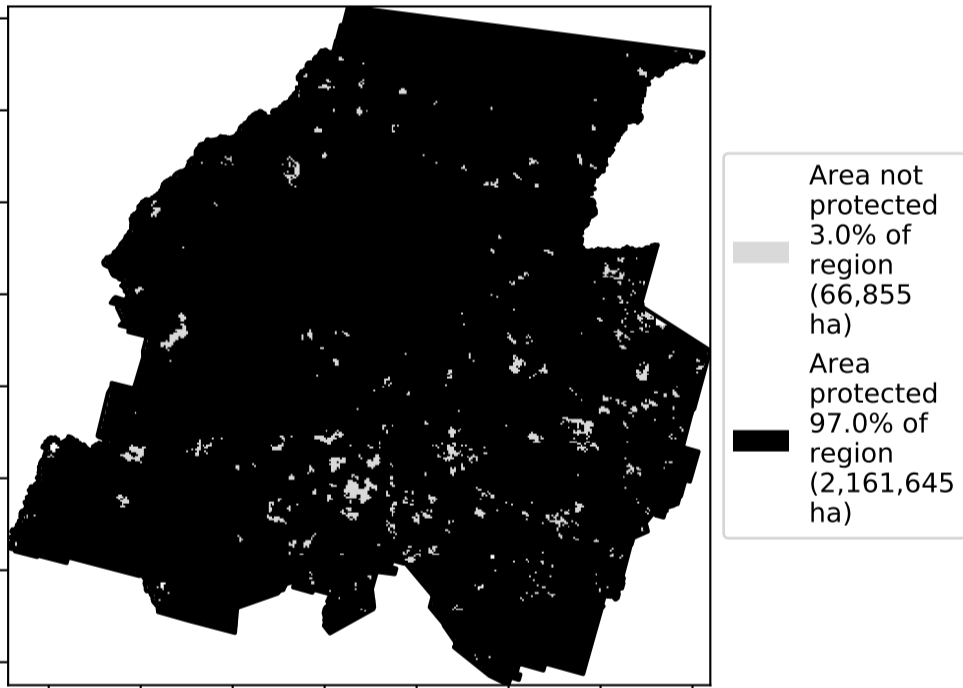 Area not
protected
3.0% of
region
(66,855
ha)
Area
protected
97.0% of
region
(2,161,645
ha)